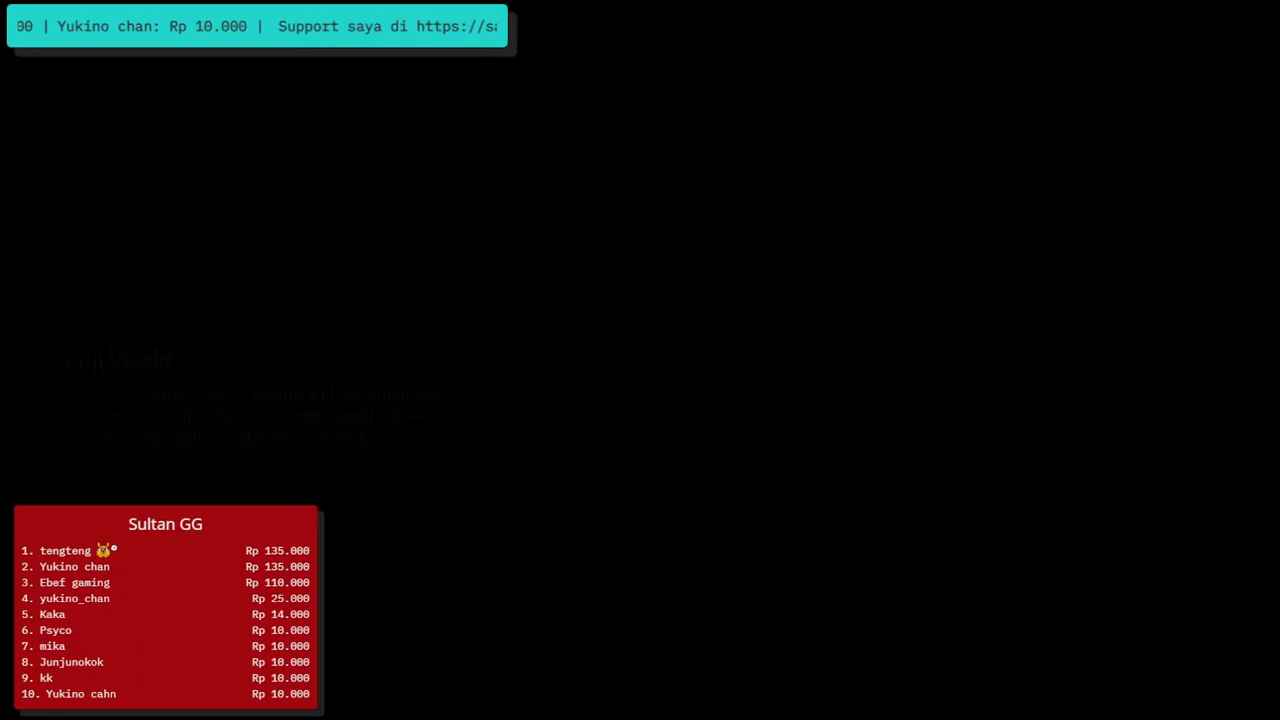 00 | Yukino chan: Rp 10.000 | Support saya di https://sa
Sultan GG
1. tengteng Rp 135.000
2. Yukino chan Rp 135.000
3. Ebef gaming Rp 110.000
4. yukino_chan Rp 25.000
5. Kaka Rp 14.000
6. Psyco Rp 10.000
7. mika Rp 10.000
8. Junjunokok Rp 10.000
9. kk Rp 10.000
10. Yukino cahn Rp 10.000